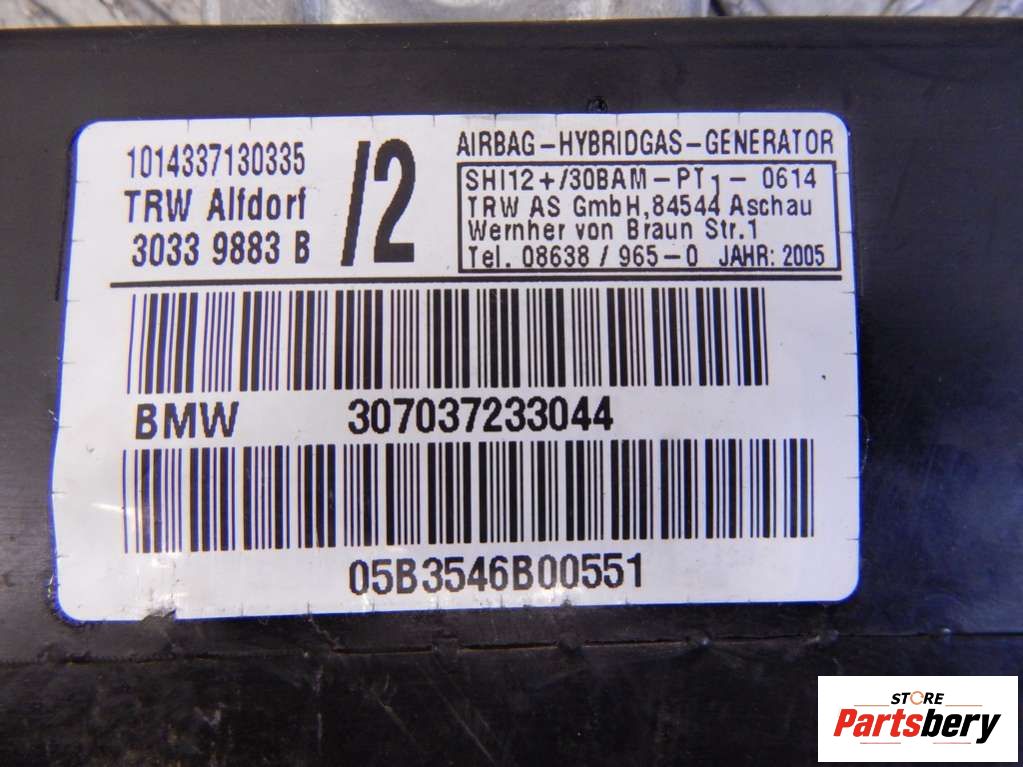 1014337130335
TRW Alfdorf
3033 9883 B
/2
AIRBAG-HYBRIDGAS-GENERATOR
SHI12+/30BAM-PT1-0614
TRW AS GmbH,84544 Aschau
Wernher von Braun Str.1
Tel. 08638 / 965-0 JAHR: 2005
BMW 307037233044
05B3546B00551
STORE
Partsbery